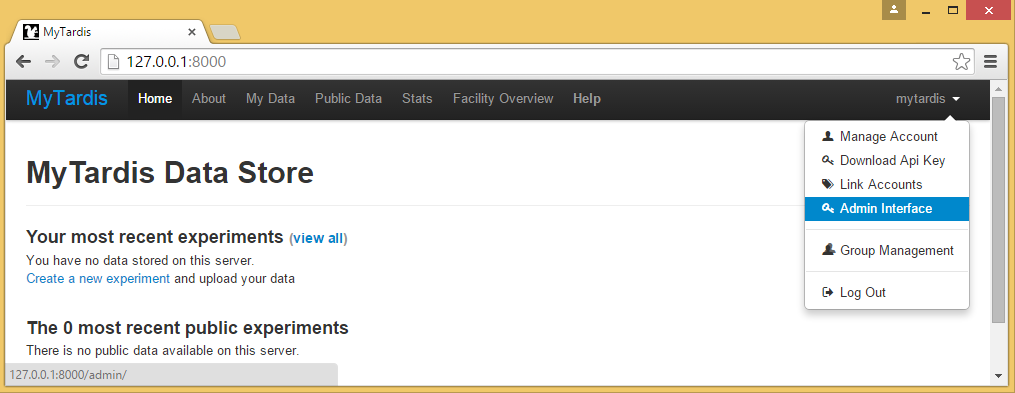 MyTardis
127.0.0.1:8000
MyTardis Home About My Data Public Data Stats Facility Overview Help mytardis
Manage Account
Download Api Key
Link Accounts
Admin Interface
Group Management
Log Out
MyTardis Data Store
Your most recent experiments (view all)
You have no data stored on this server.
Create a new experiment and upload your data
The 0 most recent public experiments
There is no public data available on this server.
127.0.0.1:8000/admin/